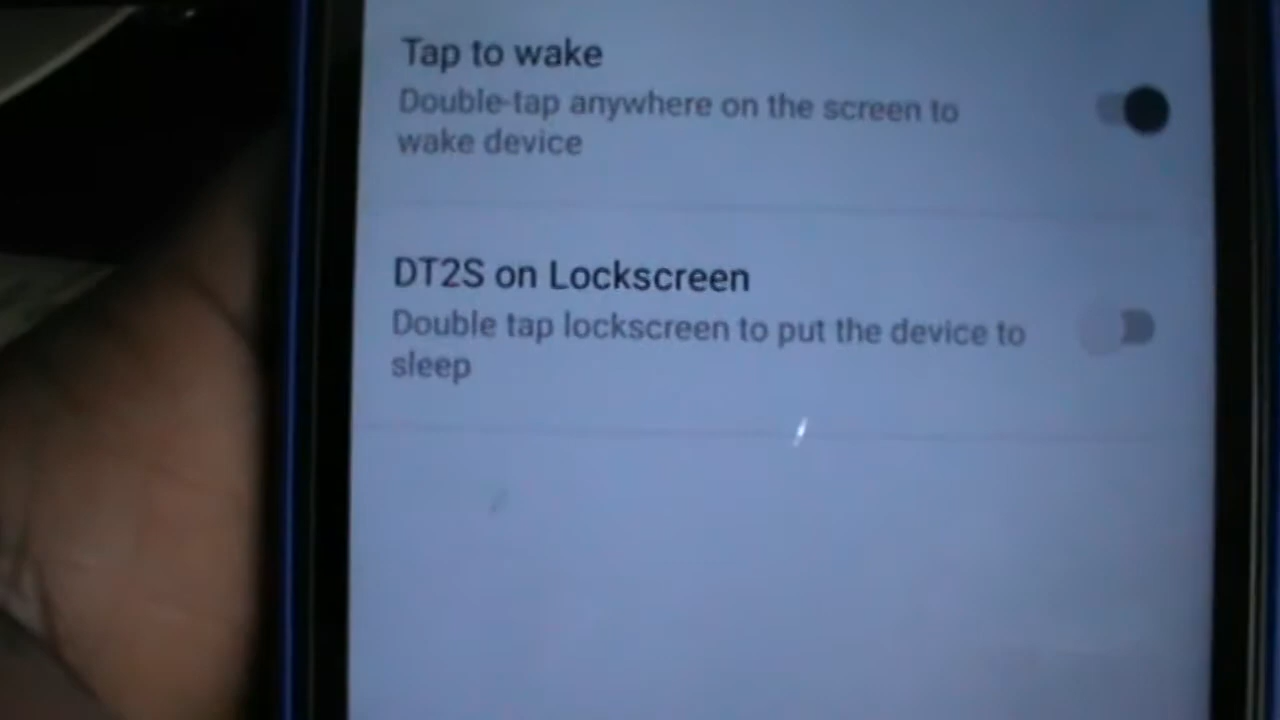 Tap to wake
Double-tap anywhere on the screen to
wake device
DT2S on Lockscreen
Double tap lockscreen to put the device to
sleep